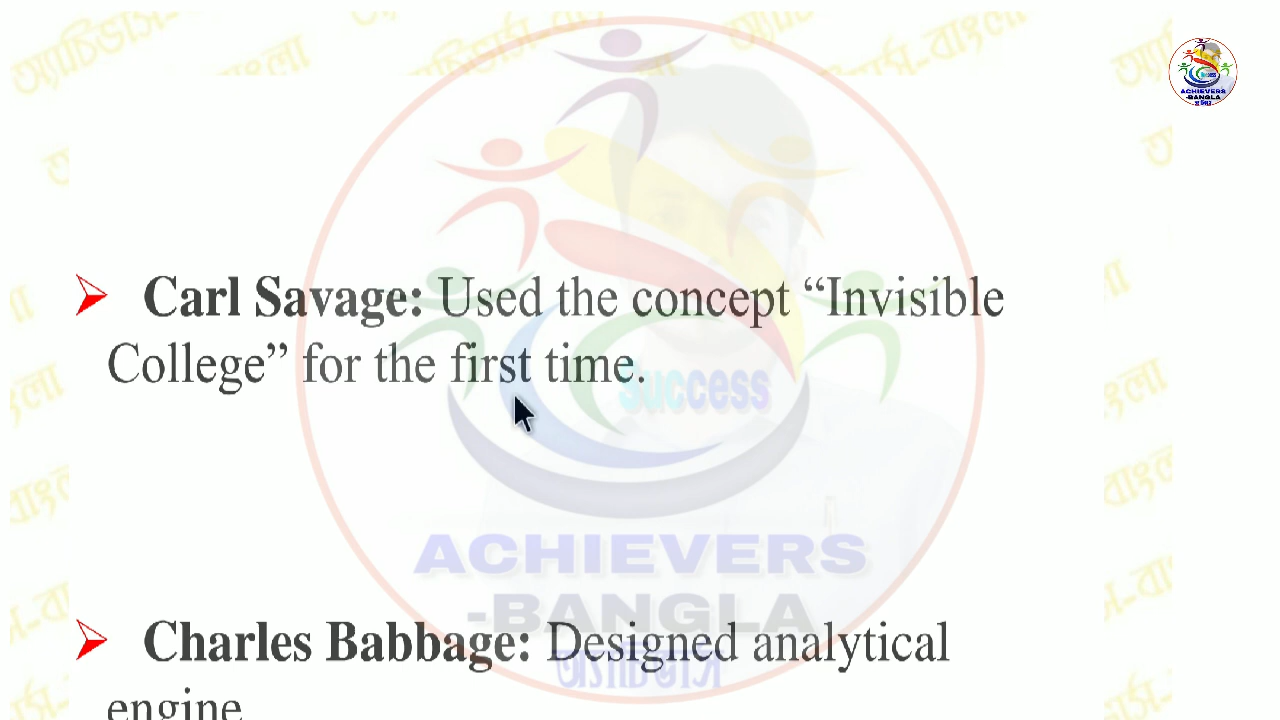 Carl Savage: Used the concept “Invisible
College” for the first time.
success
ACHIEVERS
-BANGLA
Charles Babbage: Designed analytical
engine
ACHIEVERS
-BANGLA